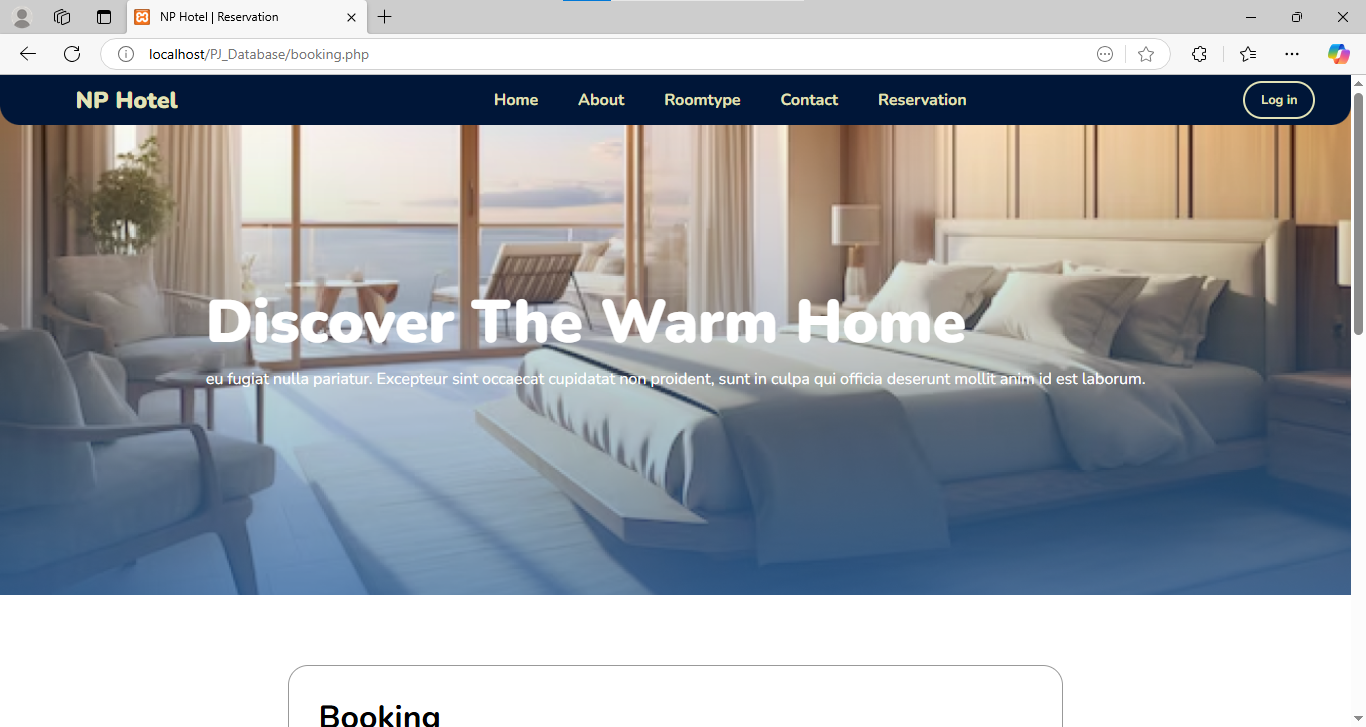 NP Hotel | Reservation
localhost/PJ_Database/booking.php
NP Hotel
Home
About
Roomtype
Contact
Reservation
Log in
Discover The Warm Home
eu fugiat nulla pariatur. Excepteur sint occaecat cupidatat non proident, sunt in culpa qui officia deserunt mollit anim id est laborum.
Booking